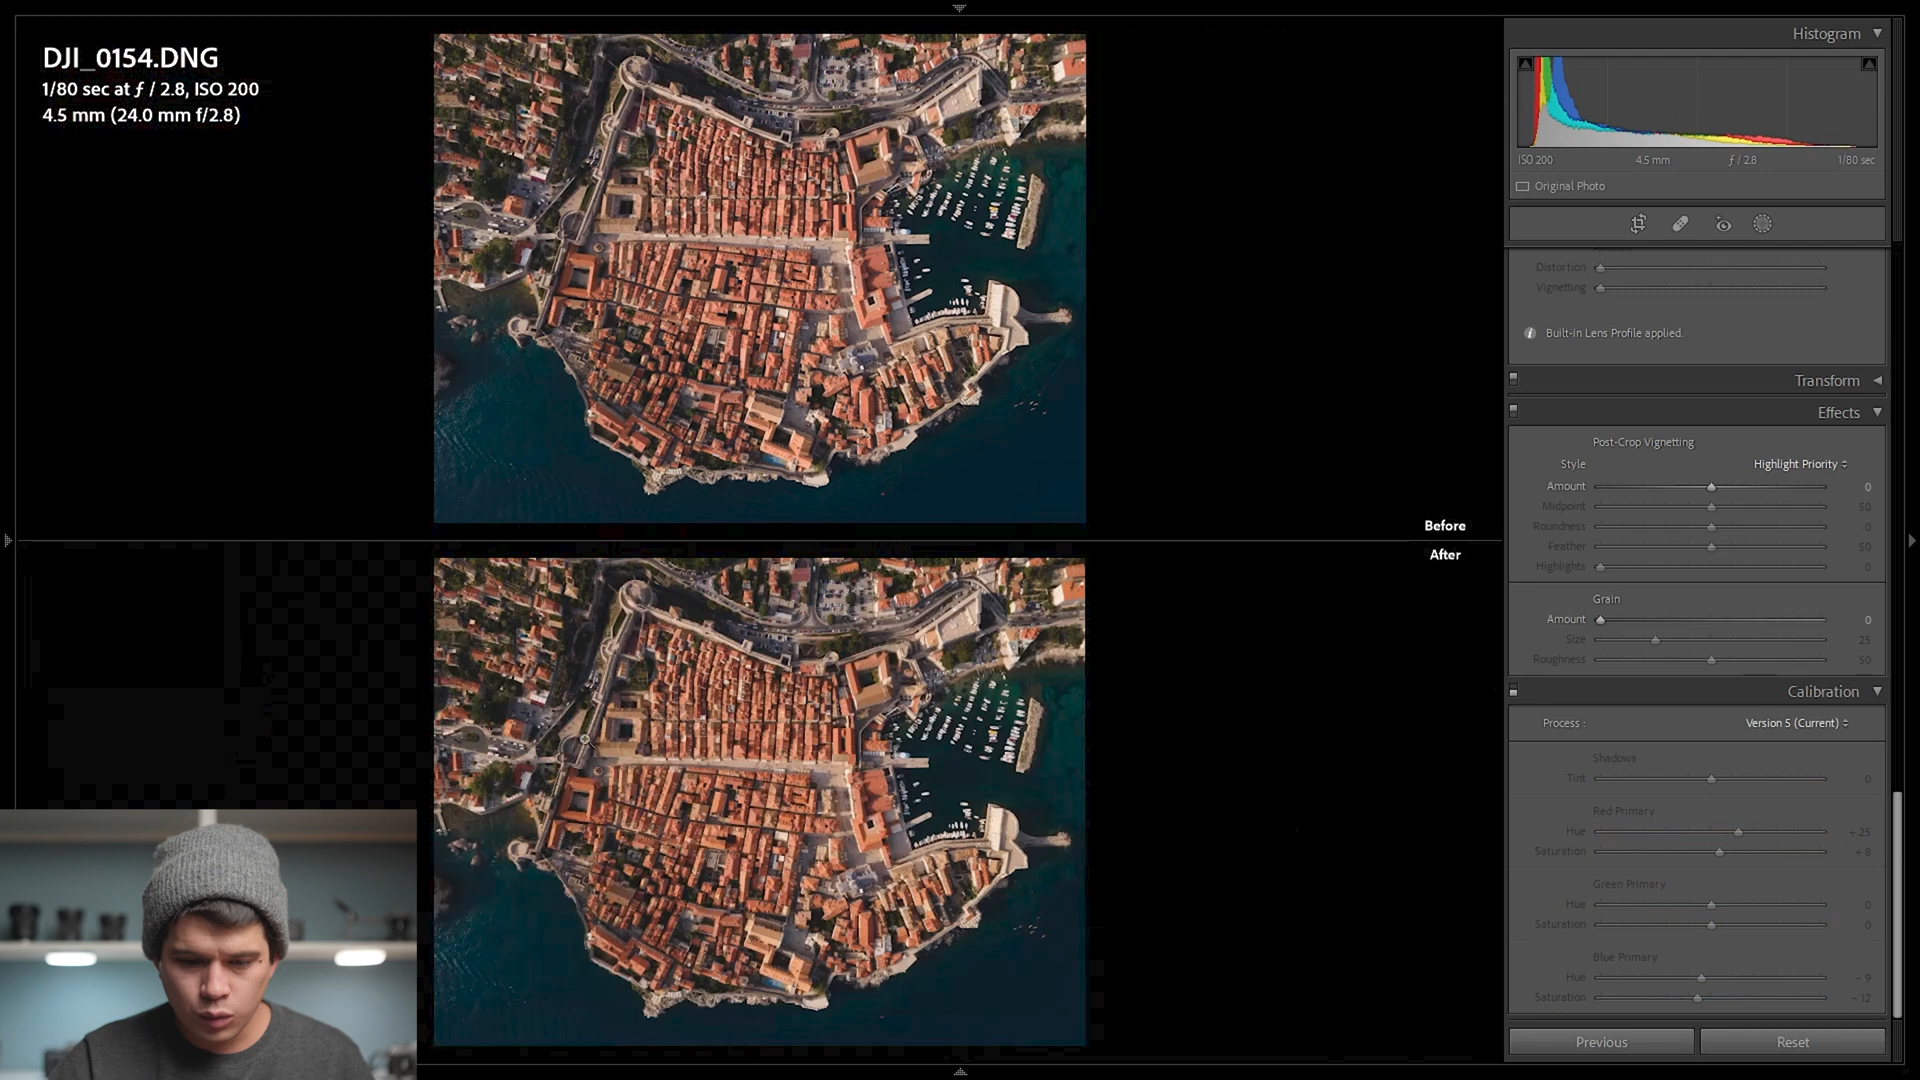 DJI_0154.DNG
1/80 sec at ƒ / 2.8, ISO 200
4.5 mm (24.0 mm f/2.8)
Before
After
Histogram
ISO 200 4.5 mm ƒ / 2.8 1/80 sec
Original Photo
Distortion
Vignetting
Built-in Lens Profile applied.
Transform
Effects
Post-Crop Vignetting
Style Highlight Priority
Amount 0
Midpoint 50
Roundness 0
Feather 50
Highlights 0
Grain
Amount 0
Size 25
Roughness 50
Calibration
Process : Version 5 (Current)
Shadows
Tint 0
Red Primary
Hue + 25
Saturation + 8
Green Primary
Hue 0
Saturation 0
Blue Primary
Hue - 9
Saturation - 12
Previous Reset